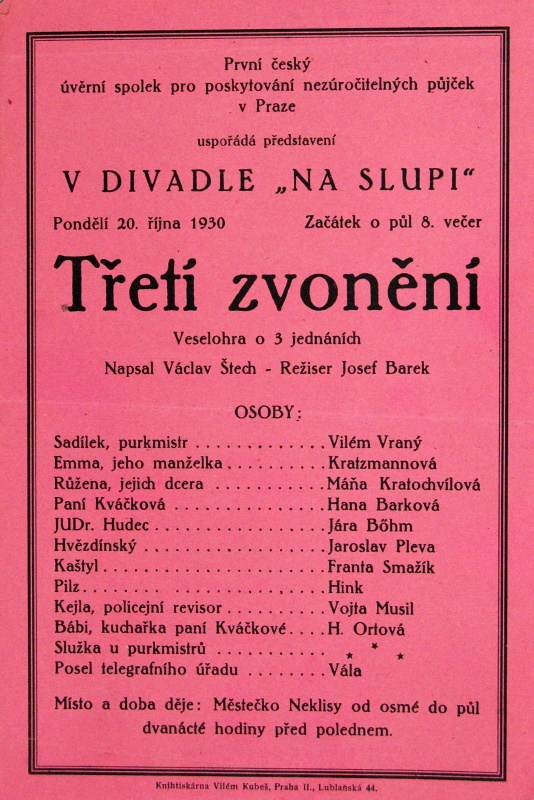 První český
úvěrní spolek pro poskytování nezúročitelných půjček
v Praze
uspořádá představení
V DIVADLE „NA SLUPI“
Pondělí 20. října 1930 Začátek o půl 8. večer
Třetí zvonění
Veselohra o 3 jednáních
Napsal Václav Štech - Režiser Josef Barek
OSOBY:
Sadílek, purkmistr . . . . . . . . . . . . . Vilém Vraný
Emma, jeho manželka . . . . . . . . . . Kratzmannová
Růžena, jejich dcera . . . . . . . . . . . Máňa Kratochvílová
Paní Kváčková . . . . . . . . . . . . . . . Hana Barková
JUDr. Hudec . . . . . . . . . . . . . . . . . Jára Bőhm
Hvězdínský . . . . . . . . . . . . . . . . . . Jaroslav Pleva
Kaštyl . . . . . . . . . . . . . . . . . . . . . . Franta Smažík
Pilz . . . . . . . . . . . . . . . . . . . . . . . . Hink
Kejla, policejní revisor . . . . . . . . . . Vojta Musil
Bábi, kuchařka paní Kváčkové . . . . H. Ortová
Služka u purkmistrů . . . . . . . . . . . * * *
Posel telegrafního úřadu . . . . . . . . Vála
Místo a doba děje: Městečko Neklisy od osmé do půl
dvanácté hodiny před polednem.
Knihtiskárna Vilém Kubeš, Praha II., Lublaňská 44.